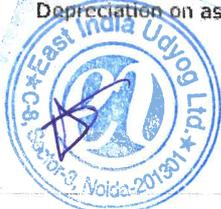 Depreciation on as
★ East India Udyog Ltd. ★
C-8, Sector-3, Noida-201301